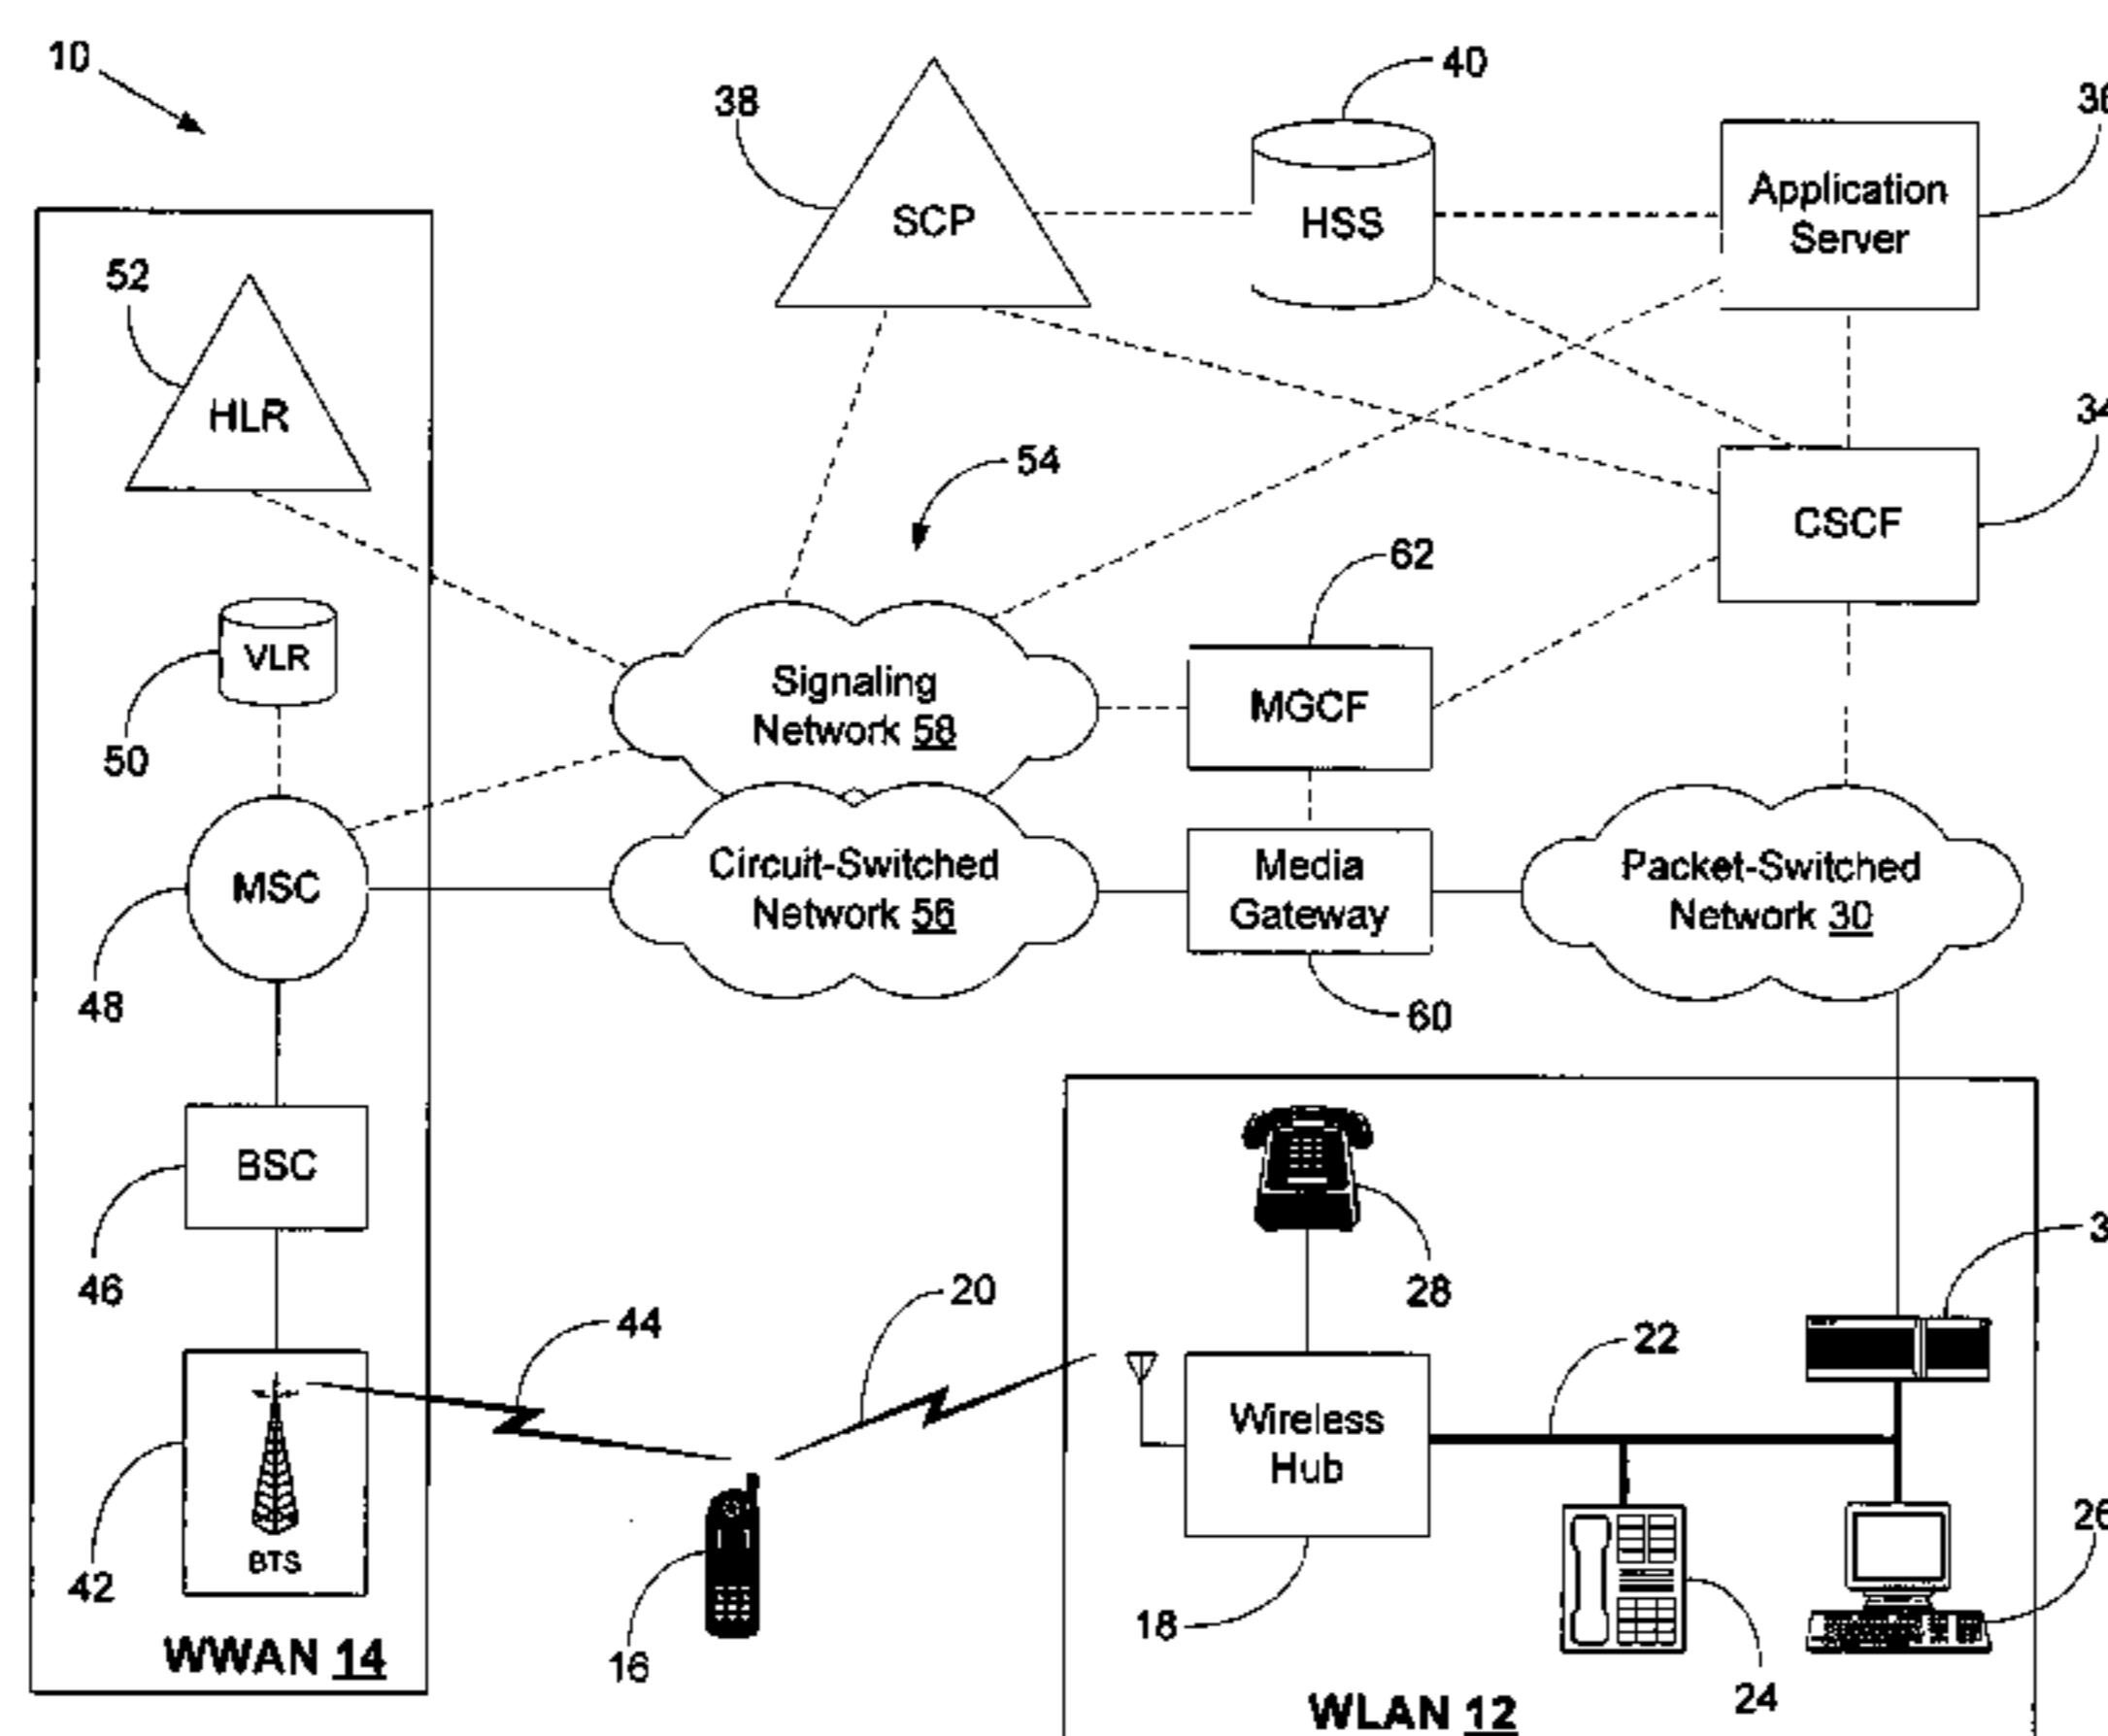 10
38
40
36
SCP
HSS
Application
Server
52
HLR
54
34
CSCF
62
VLR
Signaling
Network 58
MGCF
50
MSC
Circuit-Switched
Network 56
Media
Gateway
Packet-Switched
Network 30
48
60
BSC
3
46
28
44
20
22
Wireless
Hub
42
BTS
26
18
16
24
WWAN 14
WLAN 12